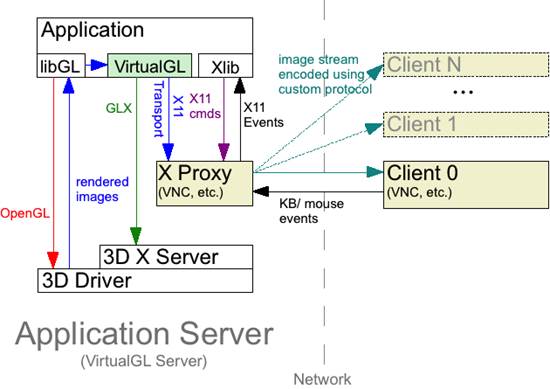 Application
libGL
VirtualGL
Xlib
image stream
encoded using
custom protocol
Client N
...
Client 1
GLX
X11
Transport
X11
cmds
X11
Events
X Proxy
(VNC, etc.)
Client 0
(VNC, etc.)
rendered
images
KB/ mouse
events
OpenGL
3D X Server
3D Driver
Application Server
(VirtualGL Server)
Network